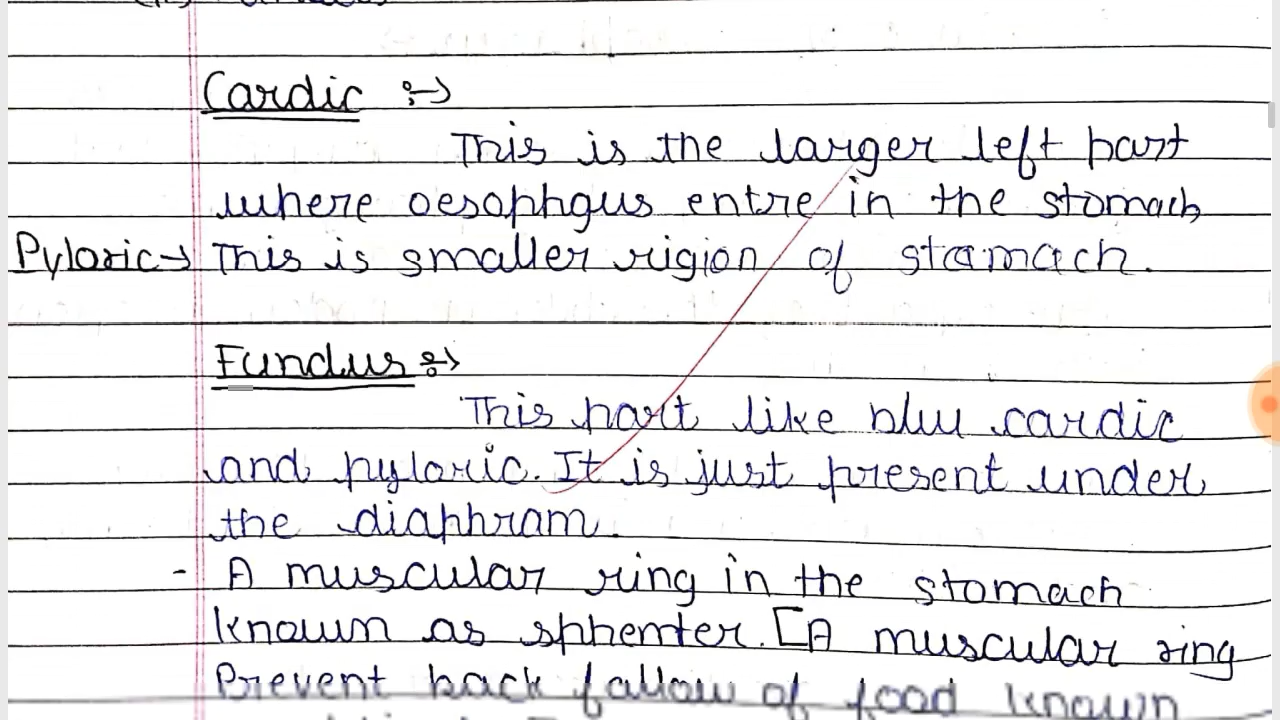 Cardic :->
This is the larger left part
where oesophgus entre in the stomach
Pyloric-> This is smaller rigion of stamach.
Fundus :->
This part like blw cardic
and pyloric. It is just present under
the diaphram.
- A muscular ring in the stomach
known as sphenter. [A muscular ring
Prevent back fallow of food known